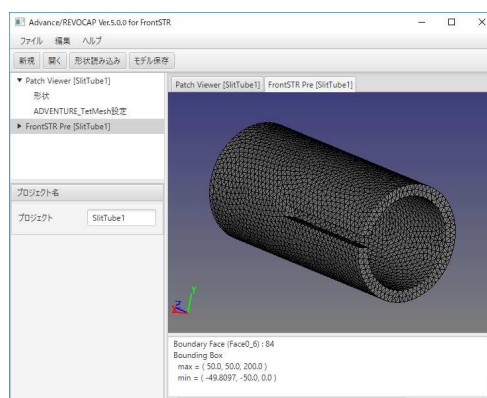 Advance/REVOCAP Ver.5.0.0 for FrontSTR
ファイル 編集 ヘルプ
新規 開く 形状読み込み モデル保存
Patch Viewer [SlitTube1]
形状
ADVENTURE_TetMesh設定
FrontSTR Pre [SlitTube1]
プロジェクト名
プロジェクト SlitTube1
Patch Viewer [SlitTube1] FrontSTR Pre [SlitTube1]
Y
Z
X
Boundary Face (Face0_6) : 84
Bounding Box
max = ( 50.0, 50.0, 200.0 )
min = ( -49.8097, -50.0, 0.0 )